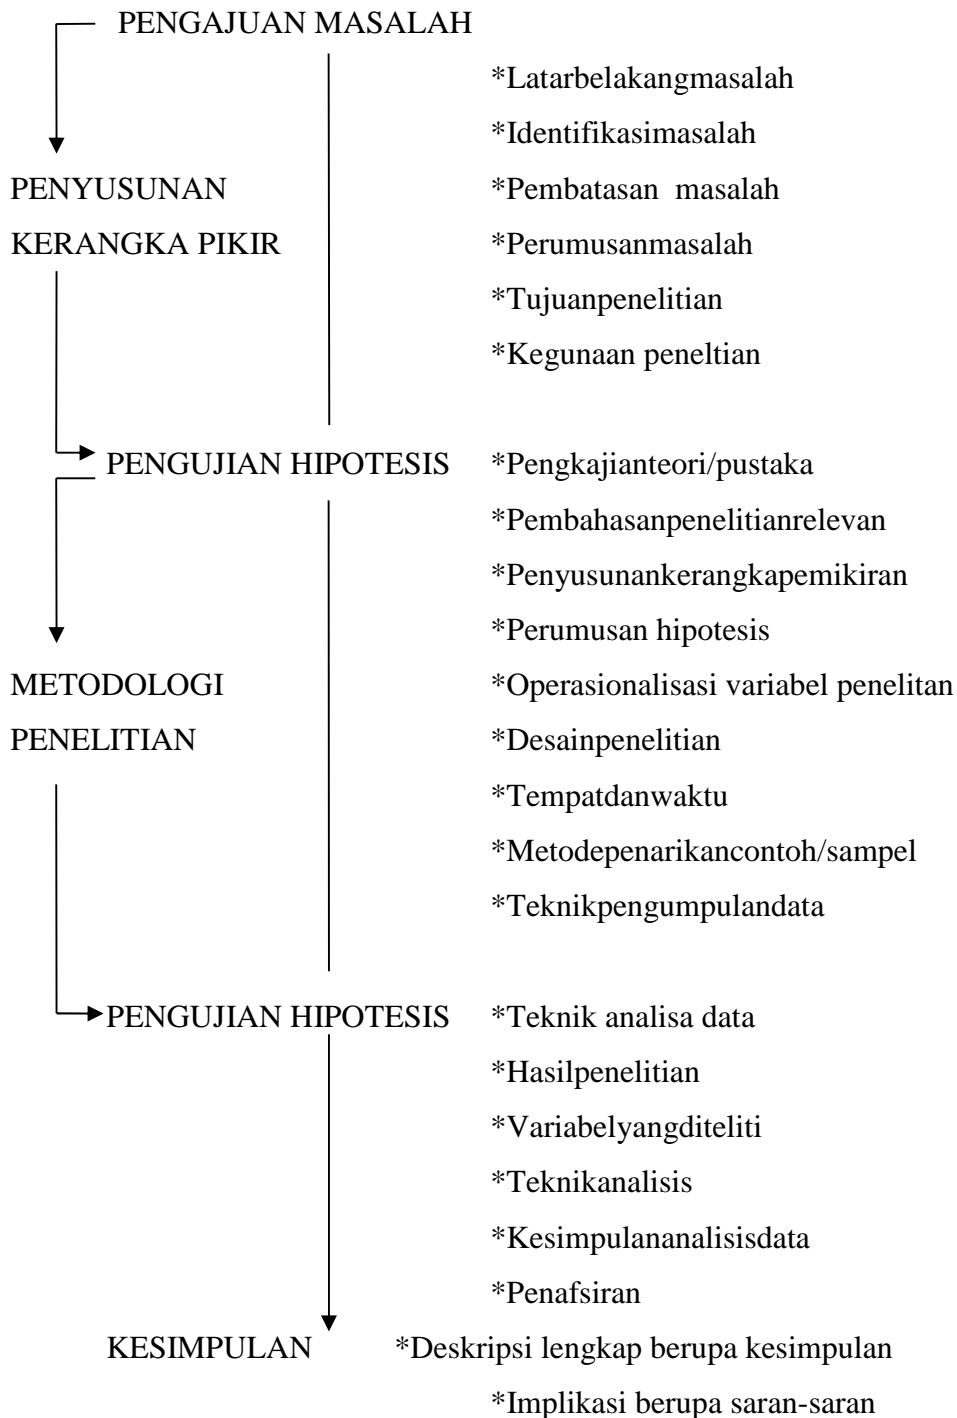 PENGAJUAN MASALAH
*Latarbelakangmasalah
*Identifikasimasalah
PENYUSUNAN *Pembatasan masalah
KERANGKA PIKIR *Perumusanmasalah
*Tujuanpenelitian
*Kegunaan peneltian
PENGUJIAN HIPOTESIS *Pengkajianteori/pustaka
*Pembahasanpenelitianrelevan
*Penyusunankerangkapemikiran
*Perumusan hipotesis
METODOLOGI *Operasionalisasi variabel penelitan
PENELITIAN *Desainpenelitian
*Tempatdanwaktu
*Metodepenarikancontoh/sampel
*Teknikpengumpulandata
PENGUJIAN HIPOTESIS *Teknik analisa data
*Hasilpenelitian
*Variabelyangditeliti
*Teknikanalisis
*Kesimpulananalisisdata
*Penafsiran
KESIMPULAN *Deskripsi lengkap berupa kesimpulan
*Implikasi berupa saran-saran